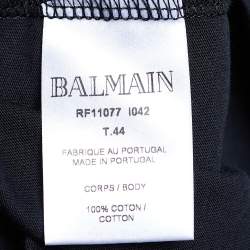 BALMAIN
RF11077 I042
T.44
FABRIQUE AU PORTUGAL
MADE IN PORTUGAL
CORPS / BODY
100% COTON /
COTTON